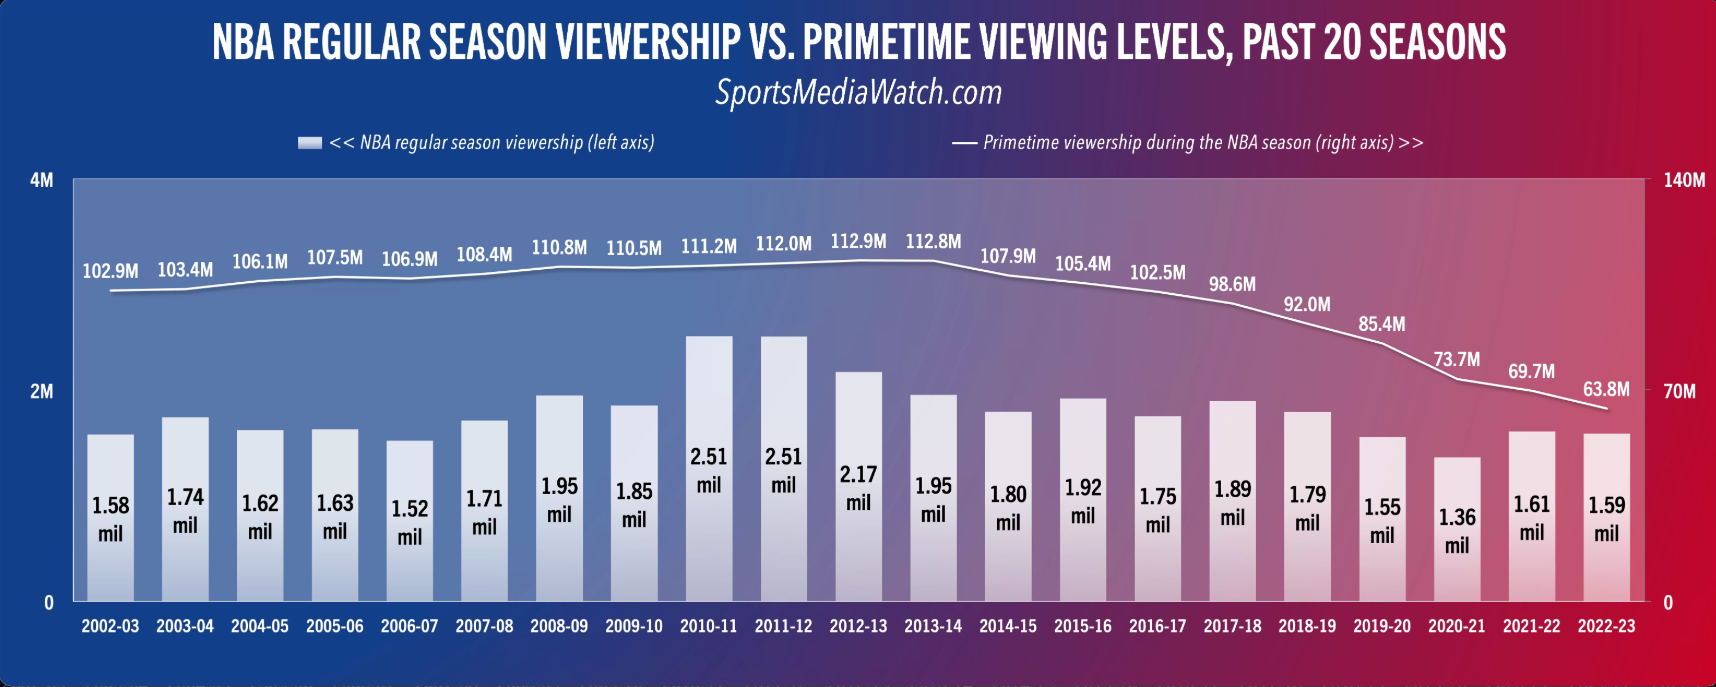 NBA REGULAR SEASON VIEWERSHIP VS. PRIMETIME VIEWING LEVELS, PAST 20 SEASONS
SportsMediaWatch.com
<< NBA regular season viewership (left axis)
Primetime viewership during the NBA season (right axis) >>
4M
140M
102.9M 103.4M 106.1M 107.5M 106.9M 108.4M 110.8M 110.5M 111.2M 112.0M 112.9M 112.8M 107.9M 105.4M 102.5M 98.6M 92.0M 85.4M 73.7M 69.7M 63.8M
2M
70M
1.58 mil
1.74 mil
1.62 mil
1.63 mil
1.52 mil
1.71 mil
1.95 mil
1.85 mil
2.51 mil
2.51 mil
2.17 mil
1.95 mil
1.80 mil
1.92 mil
1.75 mil
1.89 mil
1.79 mil
1.55 mil
1.36 mil
1.61 mil
1.59 mil
0
0
2002-03 2003-04 2004-05 2005-06 2006-07 2007-08 2008-09 2009-10 2010-11 2011-12 2012-13 2013-14 2014-15 2015-16 2016-17 2017-18 2018-19 2019-20 2020-21 2021-22 2022-23